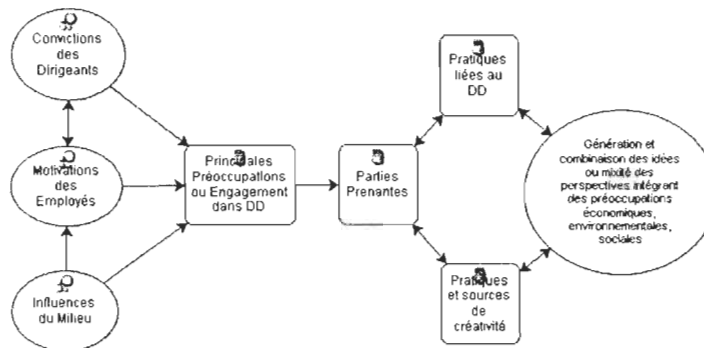 Convictions
des
Dirigeants
Motivations
des
Employés
Influences
du Milieu
Principales
Préoccupations
ou Engagement
dans DD
Parties
Prenantes
Pratiques
liées au
DD
Pratiques
et sources
de
créativité
Génération et
combinaison des idées
ou mixité des
perspectives intégrant
des préoccupations
économiques,
environnementales,
sociales